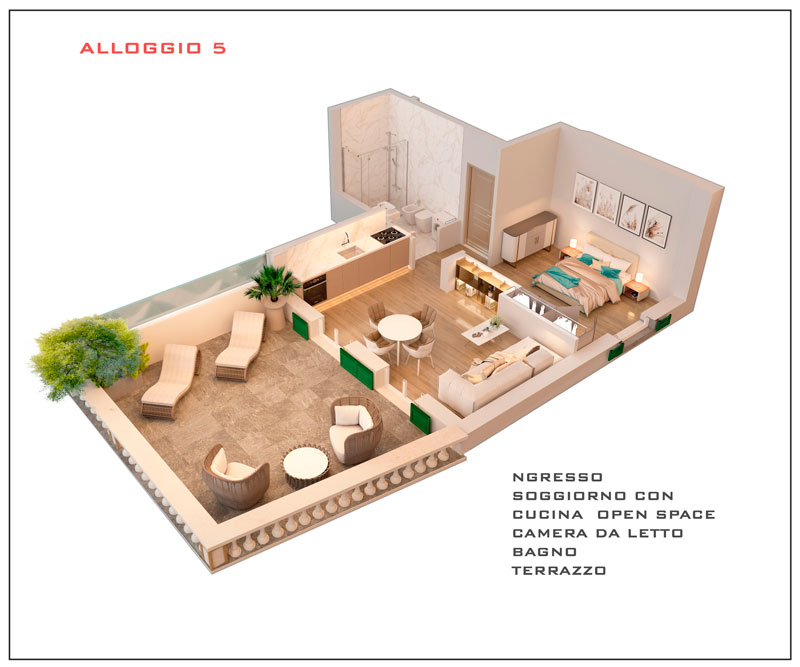 ALLOGGIO 5
NGRESSO
SOGGIORNO CON
CUCINA OPEN SPACE
CAMERA DA LETTO
BAGNO
TERRAZZO